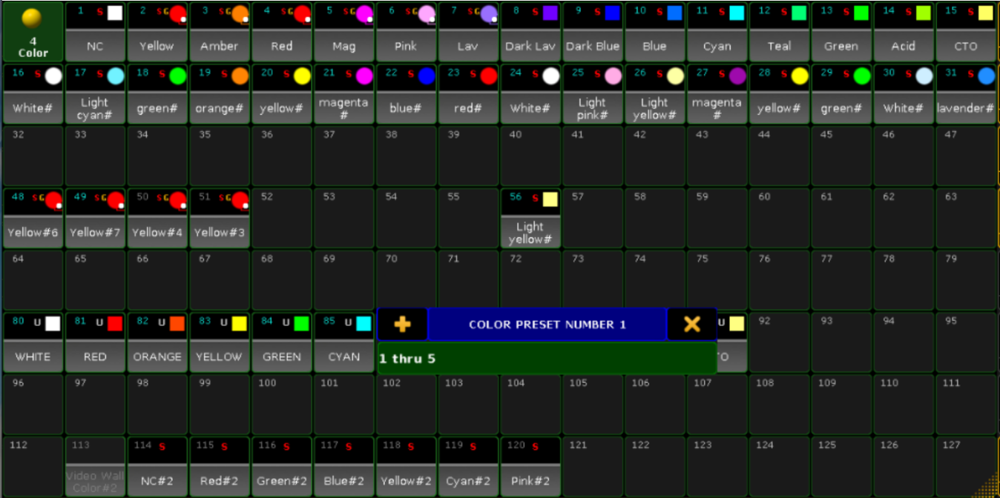 4
Color
1 S
NC
2 SG
Yellow
3 SG
Amber
4 SG
Red
5 SG
Mag
6 SG
Pink
7 SG
Lav
8 S
Dark Lav
9 S
Dark Blue
10 S
Blue
11 S
Cyan
12 S
Teal
13 S
Green
14 S
Acid
15 S
CTO
16 S
White#
17 S
Light
cyan#
18 S
green#
19 S
orange#
20 S
yellow#
21 S
magenta
#
22 S
blue#
23 S
red#
24 S
White#
25 S
Light
pink#
26 S
Light
yellow#
27 S
magenta
#
28 S
yellow#
29 S
green#
30 S
White#
31 S
lavender#
32
33
34
35
36
37
38
39
40
41
42
43
44
45
46
47
48 SG
Yellow#6
49 SG
Yellow#7
50 SG
Yellow#4
51 SG
Yellow#3
52
53
54
55
56 S
Light
yellow#
57
58
59
60
61
62
63
64
65
66
67
68
69
70
71
72
73
74
75
76
77
78
79
80 U
WHITE
81 U
RED
82 U
ORANGE
83 U
YELLOW
84 U
GREEN
85 U
CYAN
COLOR PRESET NUMBER 1
1 thru 5
U
O
92
93
94
95
96
97
98
99
100
101
102
103
104
105
106
107
108
109
110
111
112
113
Video Wall
Color#2
114 S
NC#2
115 S
Red#2
116 S
Green#2
117 S
Blue#2
118 S
Yellow#2
119 S
Cyan#2
120 S
Pink#2
121
122
123
124
125
126
127